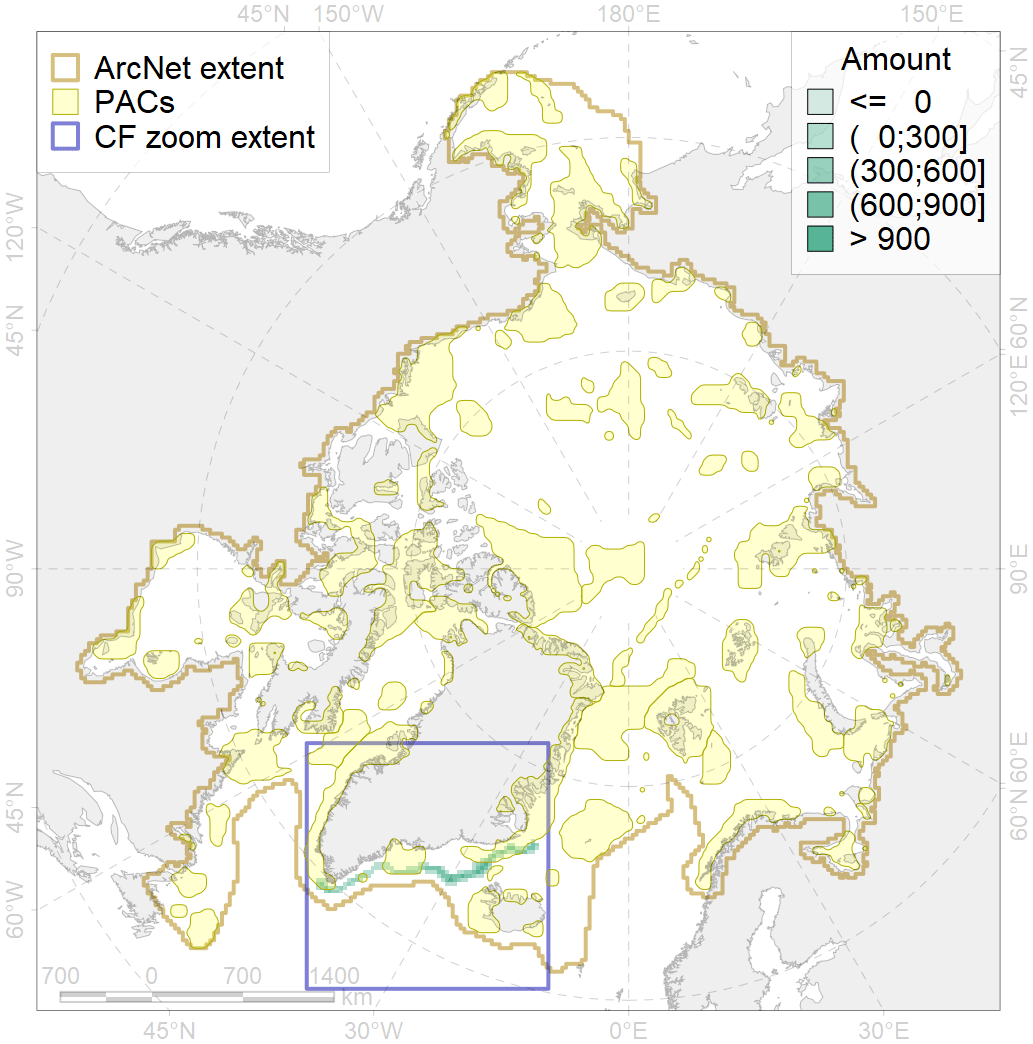 45°N 150°W 180°E 150°E
ArcNet extent
PACs
CF zoom extent
Amount
<= 0
( 0;300]
(300;600]
(600;900]
> 900
45°N
120°W
45°N
60°N
120°E
90°W
90°E
45°N
60°E
60°N
60°W
700 0 700 1400
km
45°N 30°W 0°E 30°E